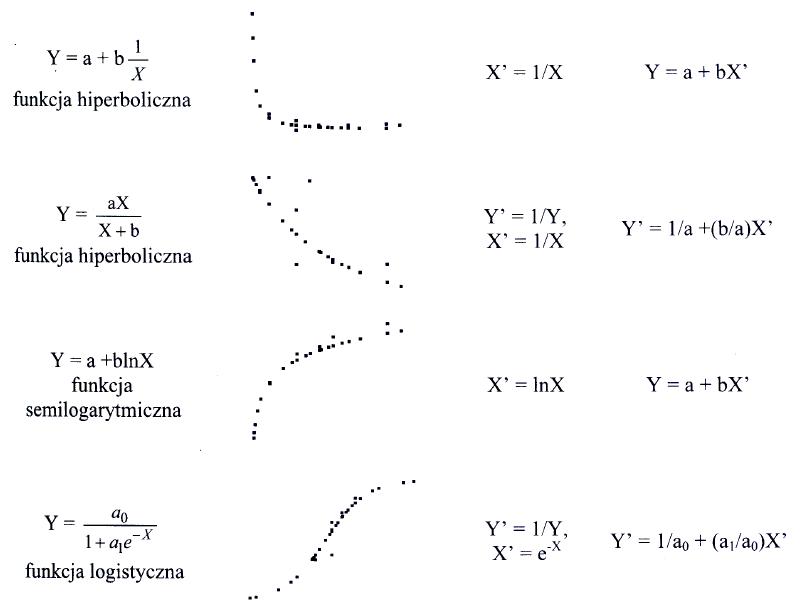 Y = a + b 1/X
funkcja hiperboliczna
X’ = 1/X
Y = a + bX’
Y = aX/(X + b)
funkcja hiperboliczna
Y’ = 1/Y,
X’ = 1/X
Y’ = 1/a +(b/a)X’
Y = a +blnX
funkcja
semilogarytmiczna
X’ = lnX
Y = a + bX’
Y = a₀/(1 + a₁e⁻ˣ)
funkcja logistyczna
Y’ = 1/Y,
X’ = e⁻ˣ
Y’ = 1/a₀ + (a₁/a₀)X’